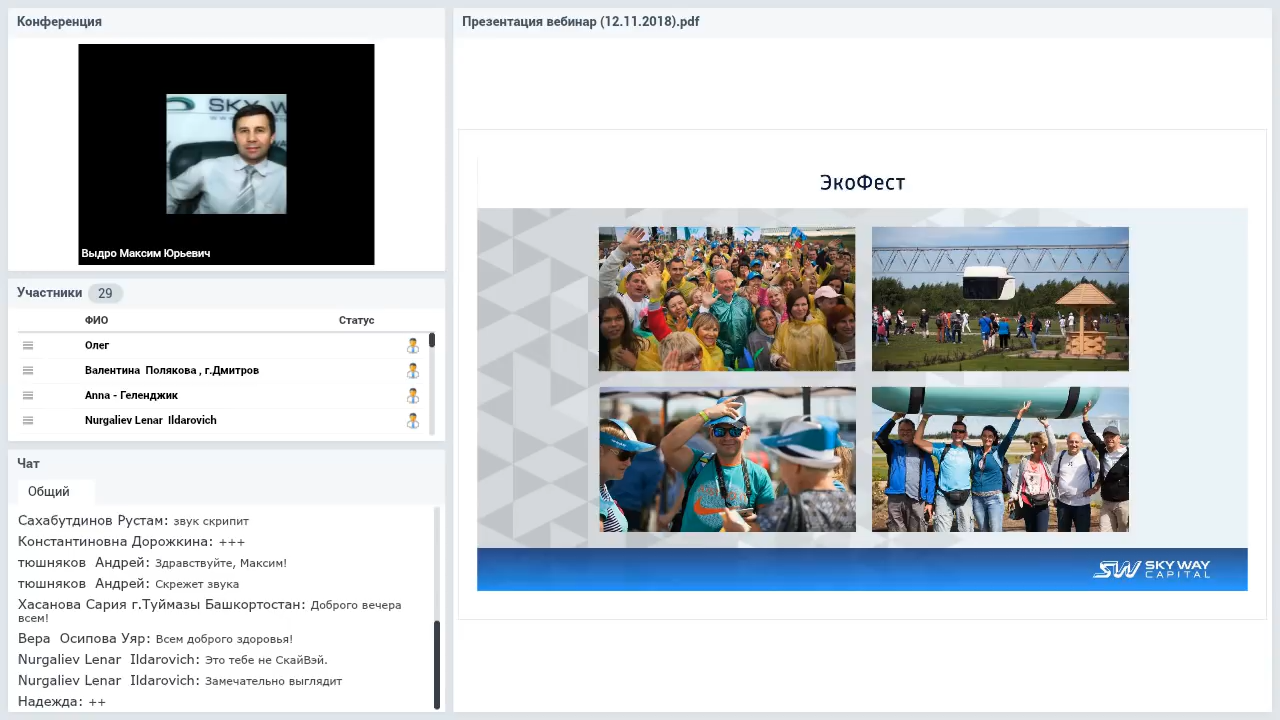 Конференция
SKY W
Выдро Максим Юрьевич
Участники 29
ФИО Статус
Олег
Валентина Полякова , г.Дмитров
Anna - Геленджик
Nurgaliev Lenar Ildarovich
Чат
Общий
Сахабутдинов Рустам: звук скрипит
Константиновна Дорожкина: +++
тюшняков Андрей: Здравствуйте, Максим!
тюшняков Андрей: Скрежет звука
Хасанова Сария г.Туймазы Башкортостан: Доброго вечера
всем!
Вера Осипова Уяр: Всем доброго здоровья!
Nurgaliev Lenar Ildarovich: Это тебе не СкайВэй.
Nurgaliev Lenar Ildarovich: Замечательно выглядит
Надежда: ++
Презентация вебинар (12.11.2018).pdf
ЭкоФест
SW SKY WAY
CAPITAL